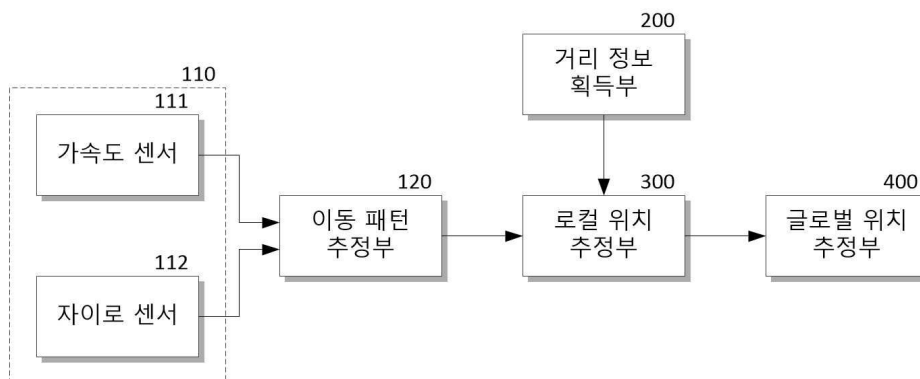 200
거리 정보
획득부
110
111
가속도 센서
120
이동 패턴
추정부
300
로컬 위치
추정부
400
글로벌 위치
추정부
112
자이로 센서